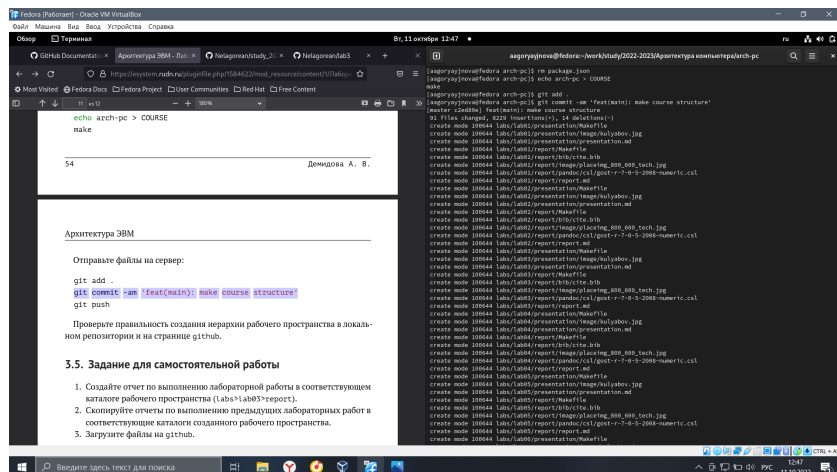 Fedora [Работает] - Oracle VM VirtualBox
Файл Машина Вид Ввод Устройства Справка
Обзор Терминал Вт, 11 октября 12:47 ru
GitHub Documentation Архитектура ЭВМ – Лаб Nelagorean/study_20 Nelagorean/lab3
https://esystem.rudn.ru/pluginfile.php/1584622/mod_resource/content/1/Лабор
Most Visited Fedora Docs Fedora Project User Communities Red Hat Free Content
11 из 12 180%
echo arch-pc > COURSE
make
54 Демидова А. В.
Архитектура ЭВМ
Отправьте файлы на сервер:
git add .
git commit -am 'feat(main): make course structure'
git push
Проверьте правильность создания иерархии рабочего пространства в локаль-
ном репозитории и на странице github.
3.5. Задание для самостоятельной работы
1. Создайте отчет по выполнению лабораторной работы в соответствующем
каталоге рабочего пространства (labs>lab03>report).
2. Скопируйте отчеты по выполнению предыдущих лабораторных работ в
соответствующие каталоги созданного рабочего пространства.
3. Загрузите файлы на github.
aagoryayjnova@fedora:~/work/study/2022-2023/Архитектура компьютера/arch-pc
[aagoryayjnova@fedora arch-pc]$ rm package.json
[aagoryayjnova@fedora arch-pc]$ echo arch-pc > COURSE
make
[aagoryayjnova@fedora arch-pc]$ git add .
[aagoryayjnova@fedora arch-pc]$ git commit -am 'feat(main): make course structure'
[master c2ed89e] feat(main): make course structure
91 files changed, 8229 insertions(+), 14 deletions(-)
create mode 100644 labs/lab01/presentation/Makefile
create mode 100644 labs/lab01/presentation/image/kulyabov.jpg
create mode 100644 labs/lab01/presentation/presentation.md
create mode 100644 labs/lab01/report/Makefile
create mode 100644 labs/lab01/report/bib/cite.bib
create mode 100644 labs/lab01/report/image/placeimg_800_600_tech.jpg
create mode 100644 labs/lab01/report/pandoc/csl/gost-r-7-0-5-2008-numeric.csl
create mode 100644 labs/lab01/report/report.md
create mode 100644 labs/lab02/presentation/Makefile
create mode 100644 labs/lab02/presentation/image/kulyabov.jpg
create mode 100644 labs/lab02/presentation/presentation.md
create mode 100644 labs/lab02/report/Makefile
create mode 100644 labs/lab02/report/bib/cite.bib
create mode 100644 labs/lab02/report/image/placeimg_800_600_tech.jpg
create mode 100644 labs/lab02/report/pandoc/csl/gost-r-7-0-5-2008-numeric.csl
create mode 100644 labs/lab02/report/report.md
create mode 100644 labs/lab03/presentation/Makefile
create mode 100644 labs/lab03/presentation/image/kulyabov.jpg
create mode 100644 labs/lab03/presentation/presentation.md
create mode 100644 labs/lab03/report/Makefile
create mode 100644 labs/lab03/report/bib/cite.bib
create mode 100644 labs/lab03/report/image/placeimg_800_600_tech.jpg
create mode 100644 labs/lab03/report/pandoc/csl/gost-r-7-0-5-2008-numeric.csl
create mode 100644 labs/lab03/report/report.md
create mode 100644 labs/lab04/presentation/Makefile
create mode 100644 labs/lab04/presentation/image/kulyabov.jpg
create mode 100644 labs/lab04/presentation/presentation.md
create mode 100644 labs/lab04/report/Makefile
create mode 100644 labs/lab04/report/bib/cite.bib
create mode 100644 labs/lab04/report/image/placeimg_800_600_tech.jpg
create mode 100644 labs/lab04/report/pandoc/csl/gost-r-7-0-5-2008-numeric.csl
create mode 100644 labs/lab04/report/report.md
create mode 100644 labs/lab05/presentation/Makefile
create mode 100644 labs/lab05/presentation/image/kulyabov.jpg
create mode 100644 labs/lab05/presentation/presentation.md
create mode 100644 labs/lab05/report/Makefile
create mode 100644 labs/lab05/report/bib/cite.bib
create mode 100644 labs/lab05/report/image/placeimg_800_600_tech.jpg
create mode 100644 labs/lab05/report/pandoc/csl/gost-r-7-0-5-2008-numeric.csl
create mode 100644 labs/lab05/report/report.md
create mode 100644 labs/lab06/presentation/Makefile
Введите здесь текст для поиска
РУС 12:47
11.10.2022